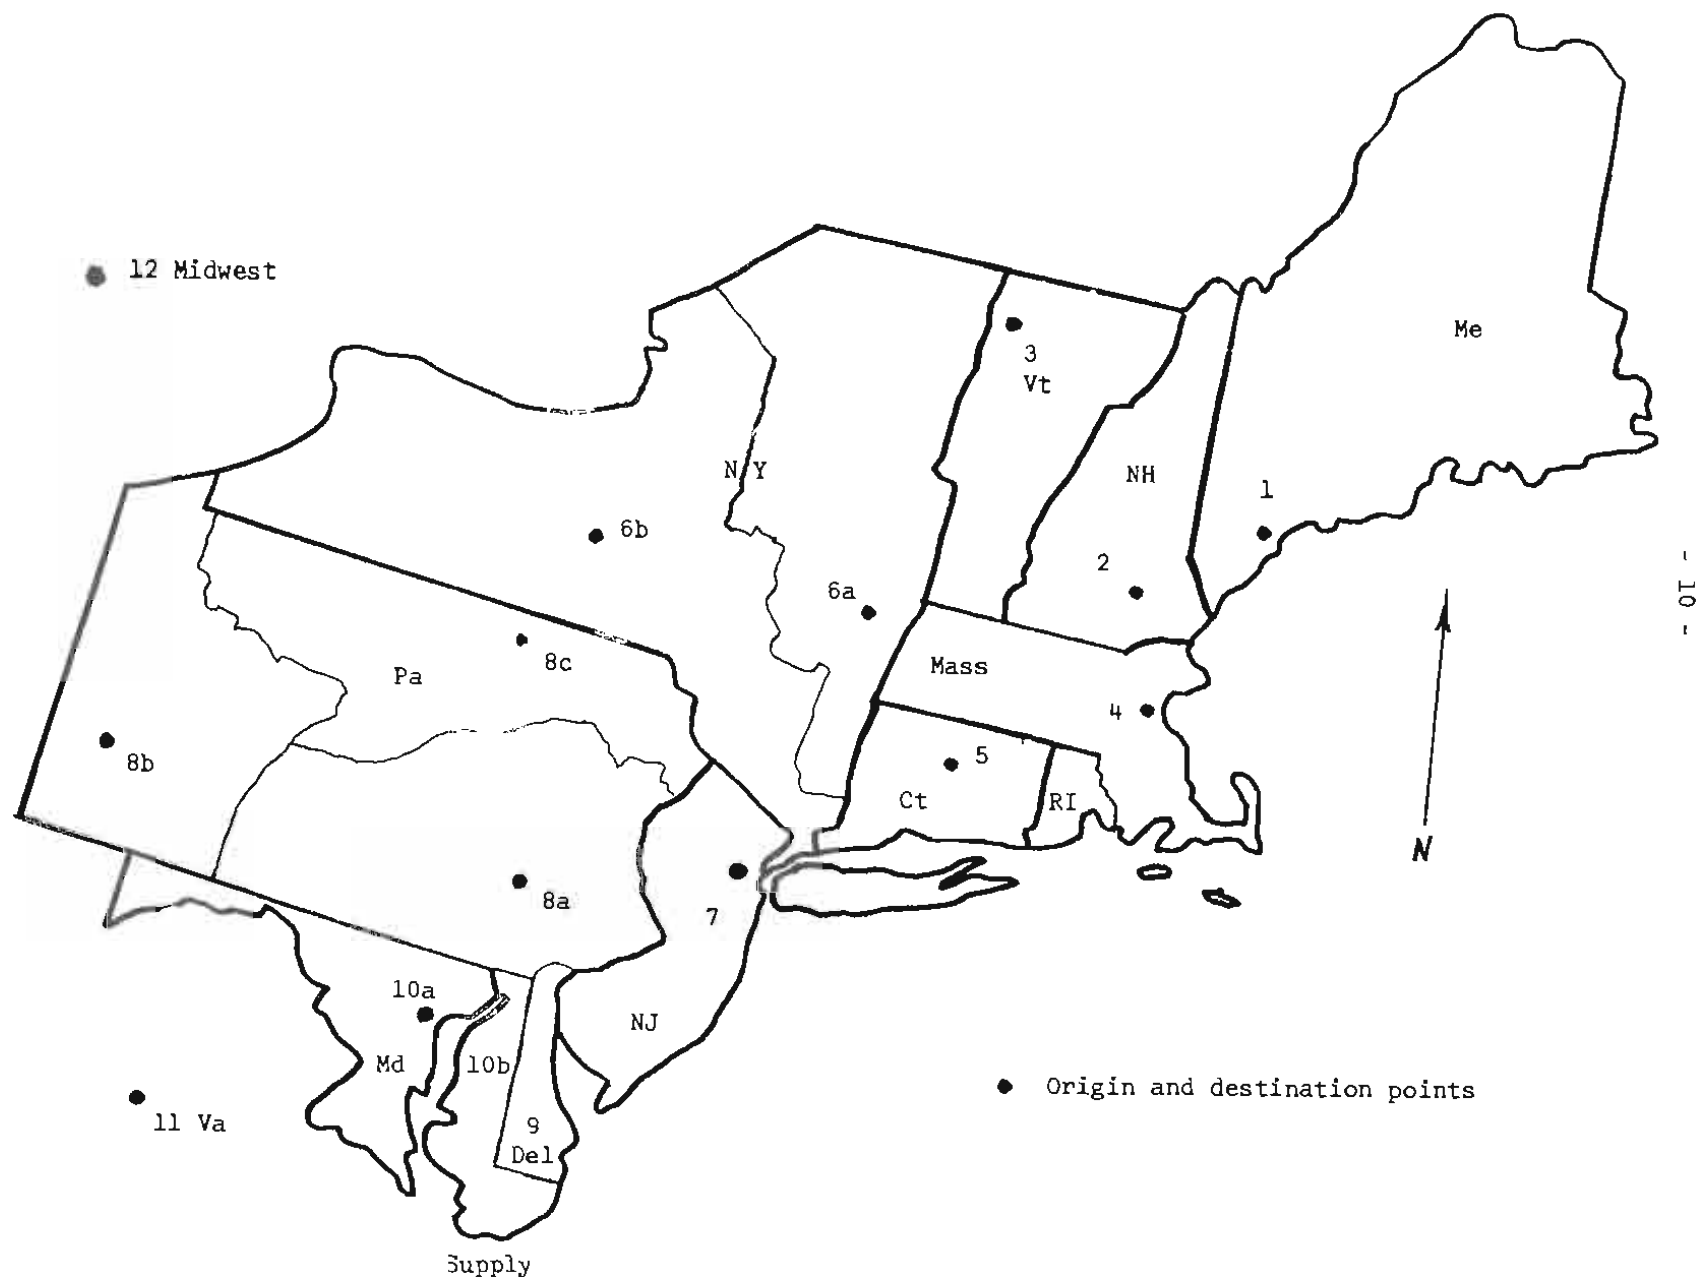 12 Midwest
Me
3
Vt
N Y
NH
1
6b
2
6a
- 10 -
8c
Mass
Pa
4
5
8b
Ct
RI
N
8a
7
10a
NJ
Md
10b
Origin and destination points
11 Va
9
Del
Supply